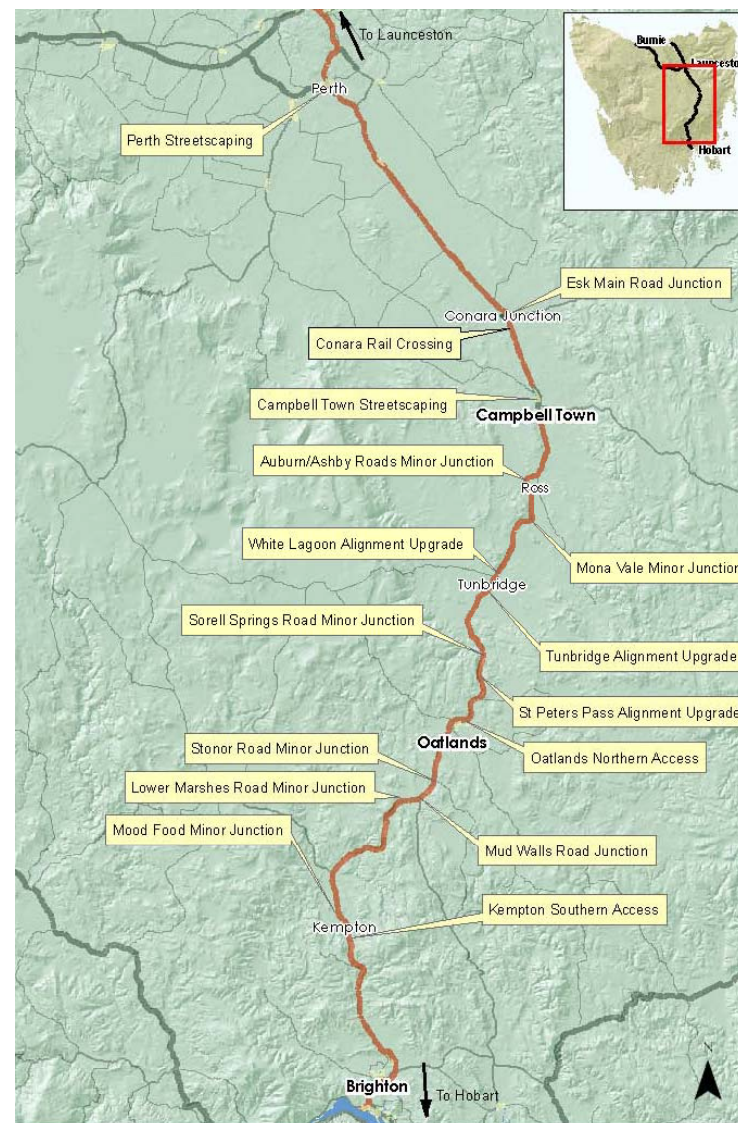 To Launceston
Burnie
Launceston
Hobart
Perth
Perth Streetscaping
Esk Main Road Junction
Conara Junction
Conara Rail Crossing
Campbell Town Streetscaping
Campbell Town
Auburn/Ashby Roads Minor Junction
Ross
White Lagoon Alignment Upgrade
Mona Vale Minor Junction
Tunbridge
Sorell Springs Road Minor Junction
Tunbridge Alignment Upgrade
St Peters Pass Alignment Upgrade
Oatlands
Stonor Road Minor Junction
Oatlands Northern Access
Lower Marshes Road Minor Junction
Mood Food Minor Junction
Mud Walls Road Junction
Kempton Southern Access
Kempton
N
Brighton
To Hobart